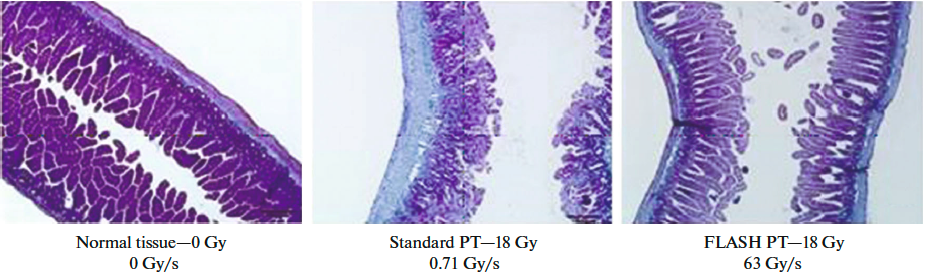 Normal tissue—0 Gy
0 Gy/s
Standard PT—18 Gy
0.71 Gy/s
FLASH PT—18 Gy
63 Gy/s